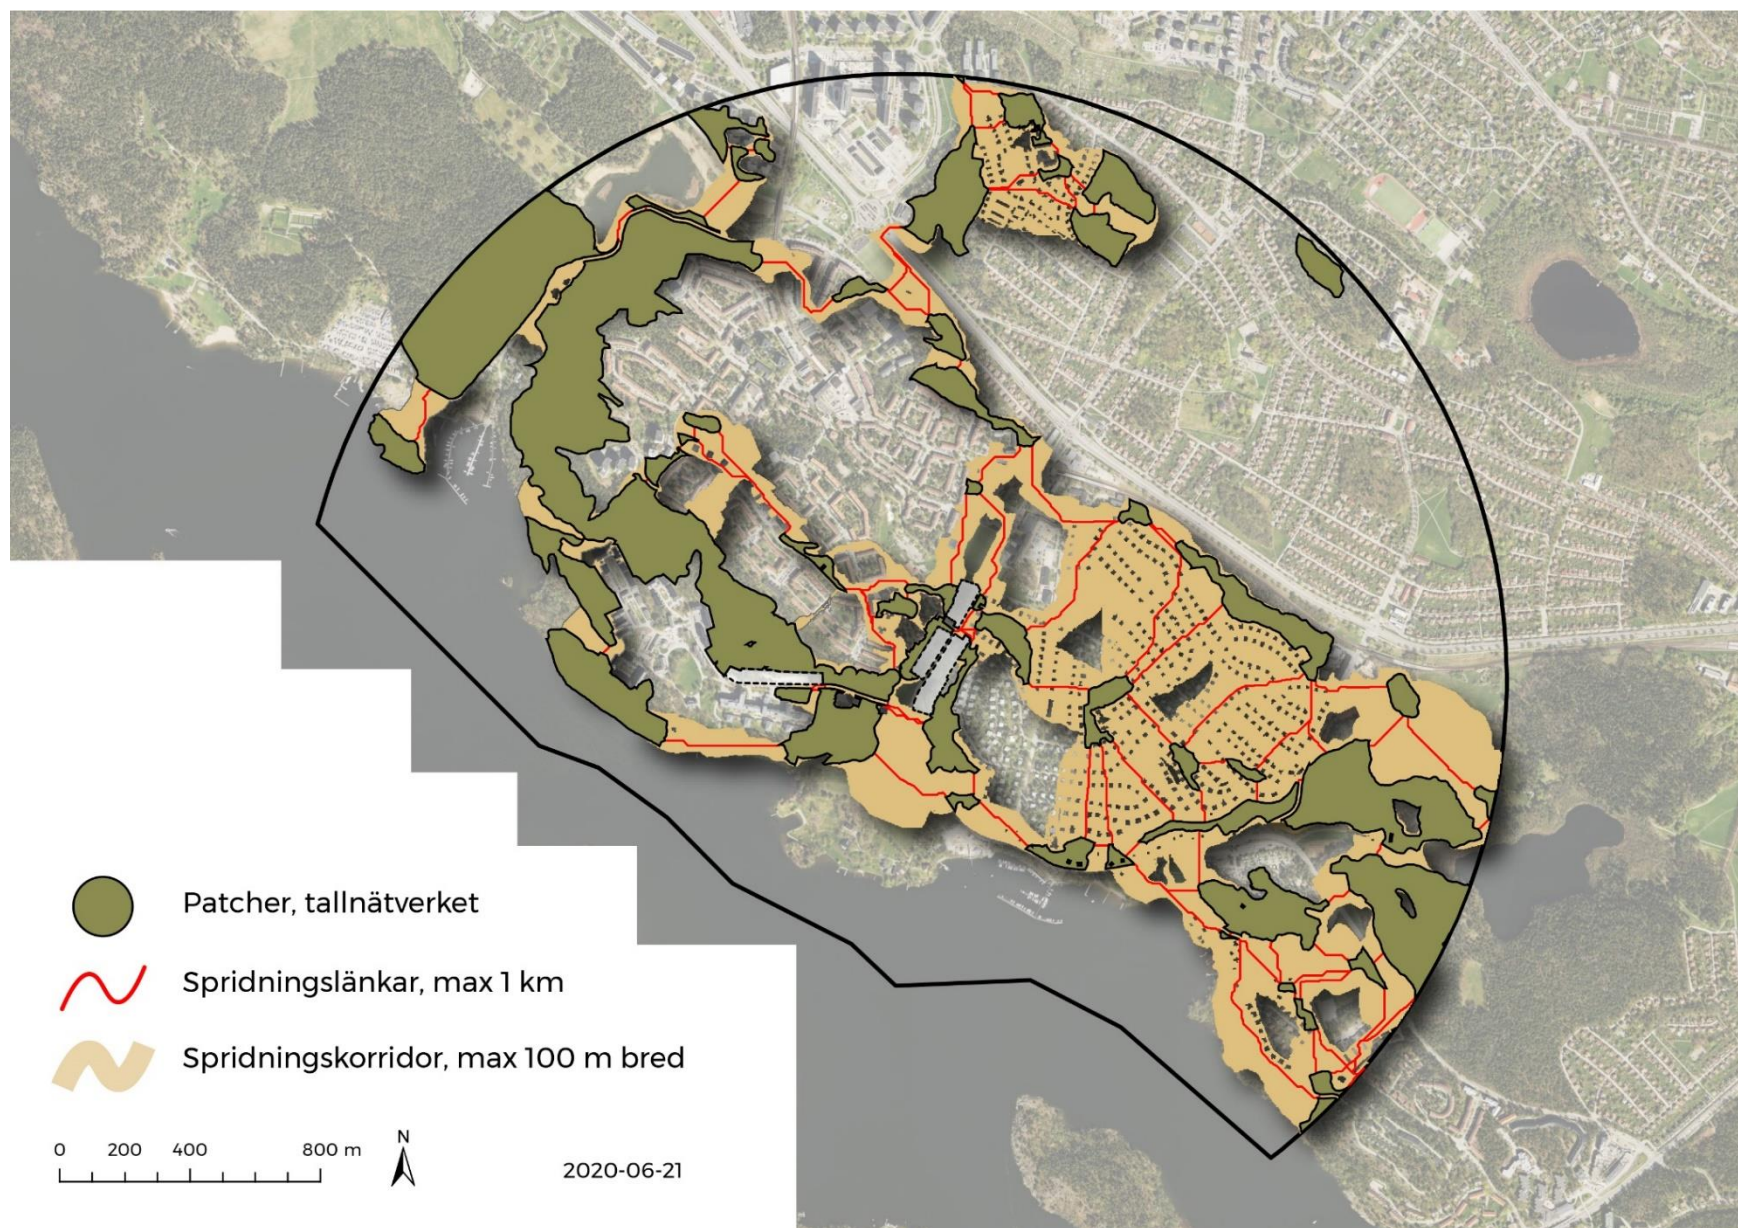 Patcher, tallnätverket
Spridningslänkar, max 1 km
Spridningskorridor, max 100 m bred
0 200 400 800 m
N
2020-06-21